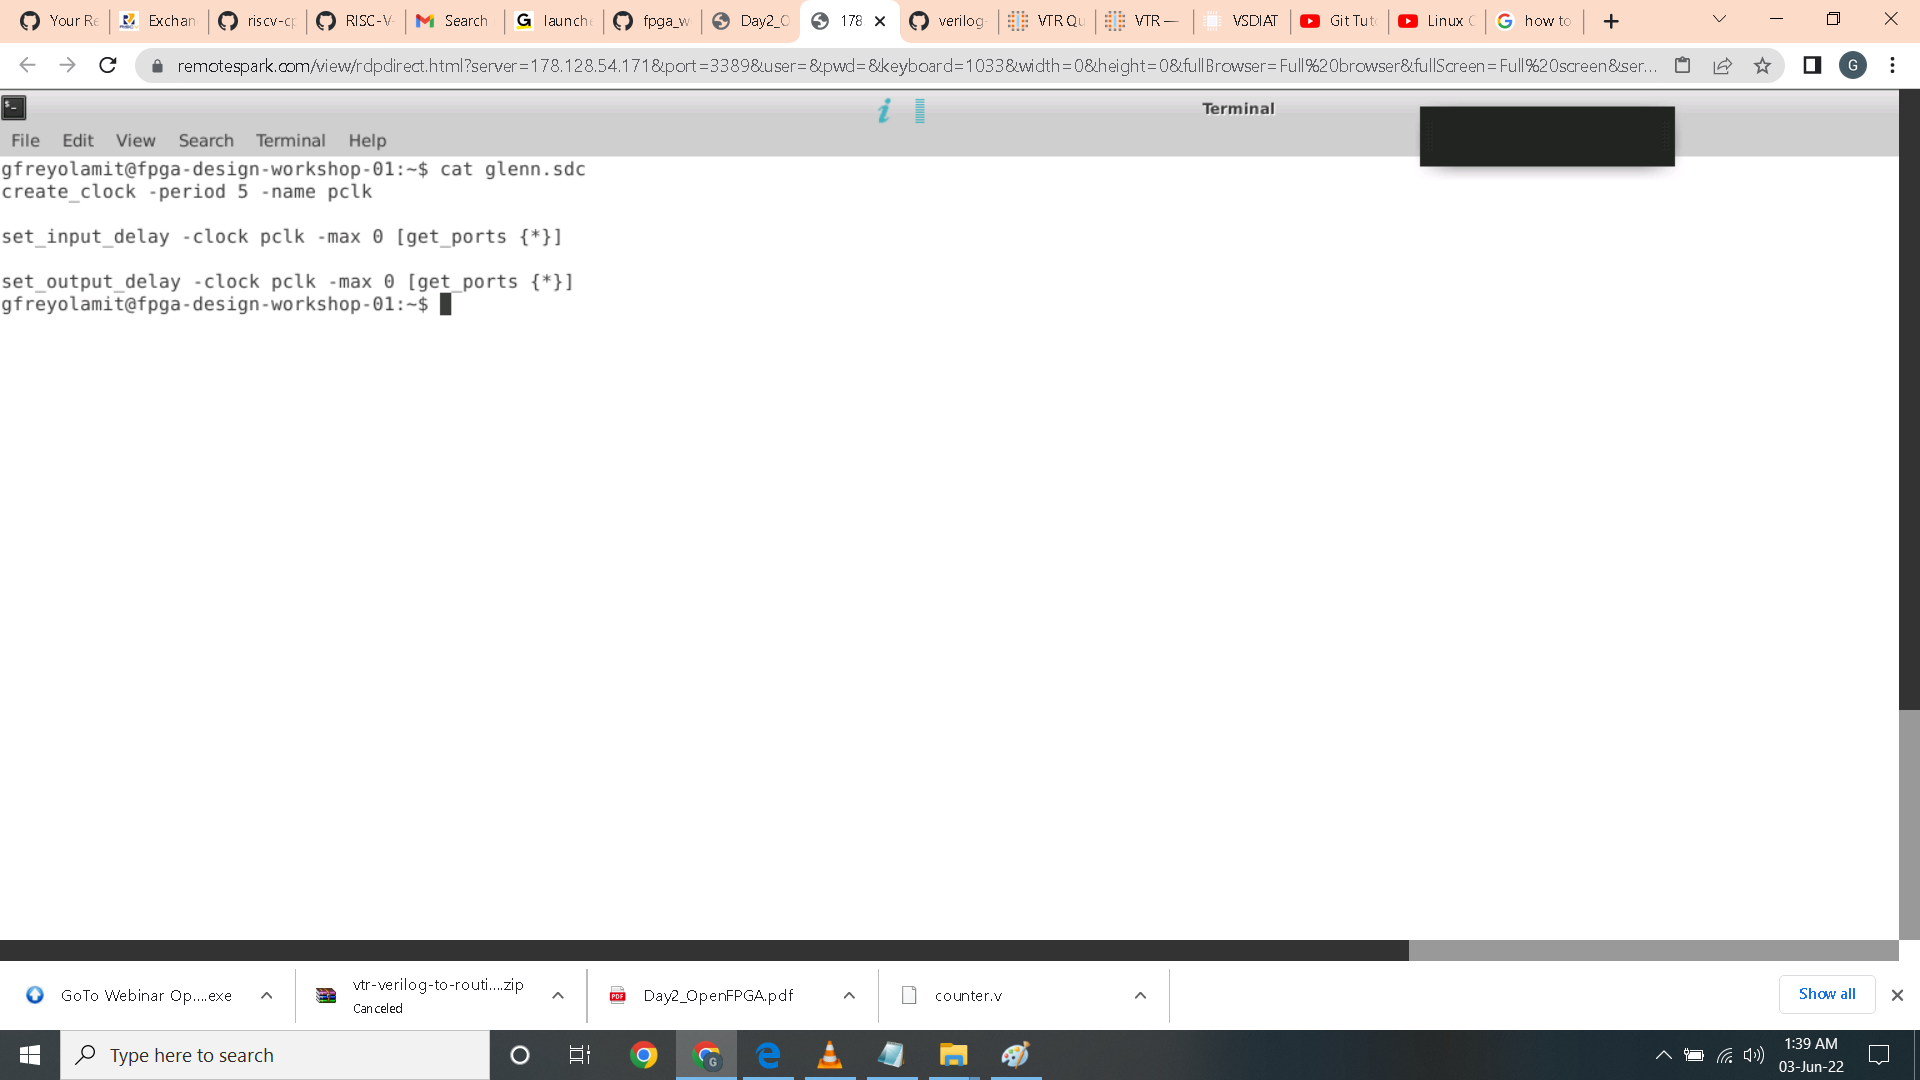 Your Re
Exchan
riscv-cp
RISC-V-
Search
launche
fpga_w
Day2_O
178
verilog-
VTR Qu
VTR —
VSDIAT
Git Tuto
Linux C
how to
remotespark.com/view/rdpdirect.html?server=178.128.54.171&port=3389&user=&pwd=&keyboard=1033&width=0&height=0&fullBrowser=Full%20browser&fullScreen=Full%20screen&ser...
G
Terminal
File Edit View Search Terminal Help
gfreyolamit@fpga-design-workshop-01:~$ cat glenn.sdc
create_clock -period 5 -name pclk
set_input_delay -clock pclk -max 0 [get_ports {*}]
set_output_delay -clock pclk -max 0 [get_ports {*}]
gfreyolamit@fpga-design-workshop-01:~$
GoTo Webinar Op....exe
vtr-verilog-to-routi....zip
Canceled
Day2_OpenFPGA.pdf
counter.v
Show all
Type here to search
1:39 AM
03-Jun-22